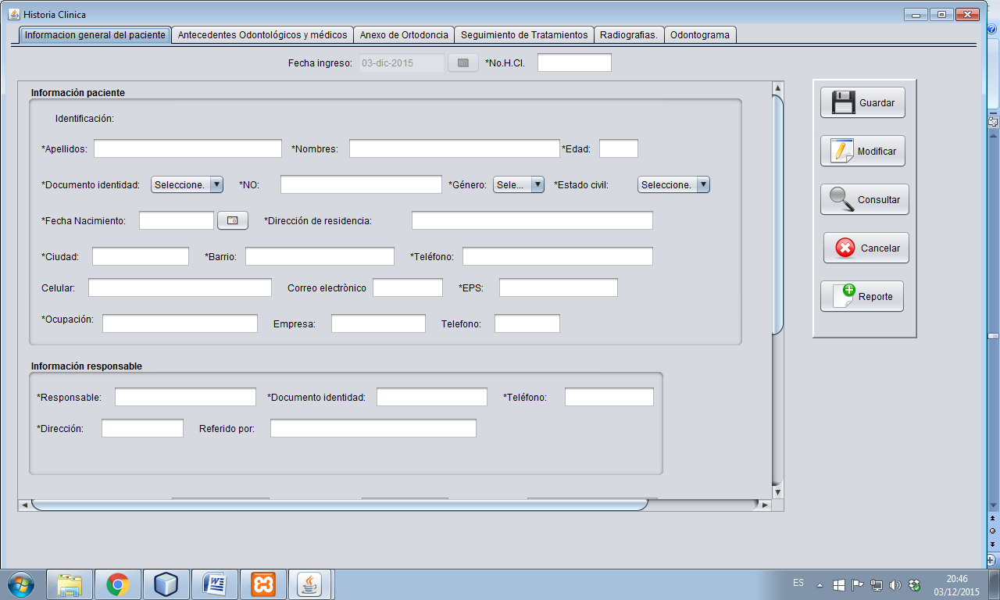 Historia Clinica
Informacion general del paciente Antecedentes Odontológicos y médicos Anexo de Ortodoncia Seguimiento de Tratamientos Radiografias. Odontograma
Fecha ingreso: 03-dic-2015 *No.H.Cl.
Información paciente
Identificación:
*Apellidos: *Nombres: *Edad:
*Documento identidad: Seleccione. *NO: *Género: Sele... *Estado civil: Seleccione.
*Fecha Nacimiento: *Dirección de residencia:
*Ciudad: *Barrio: *Teléfono:
Celular: Correo electrònico *EPS:
*Ocupación: Empresa: Telefono:
Información responsable
*Responsable: *Documento identidad: *Teléfono:
*Dirección: Referido por:
Guardar
Modificar
Consultar
Cancelar
Reporte
ES 20:46
03/12/2015